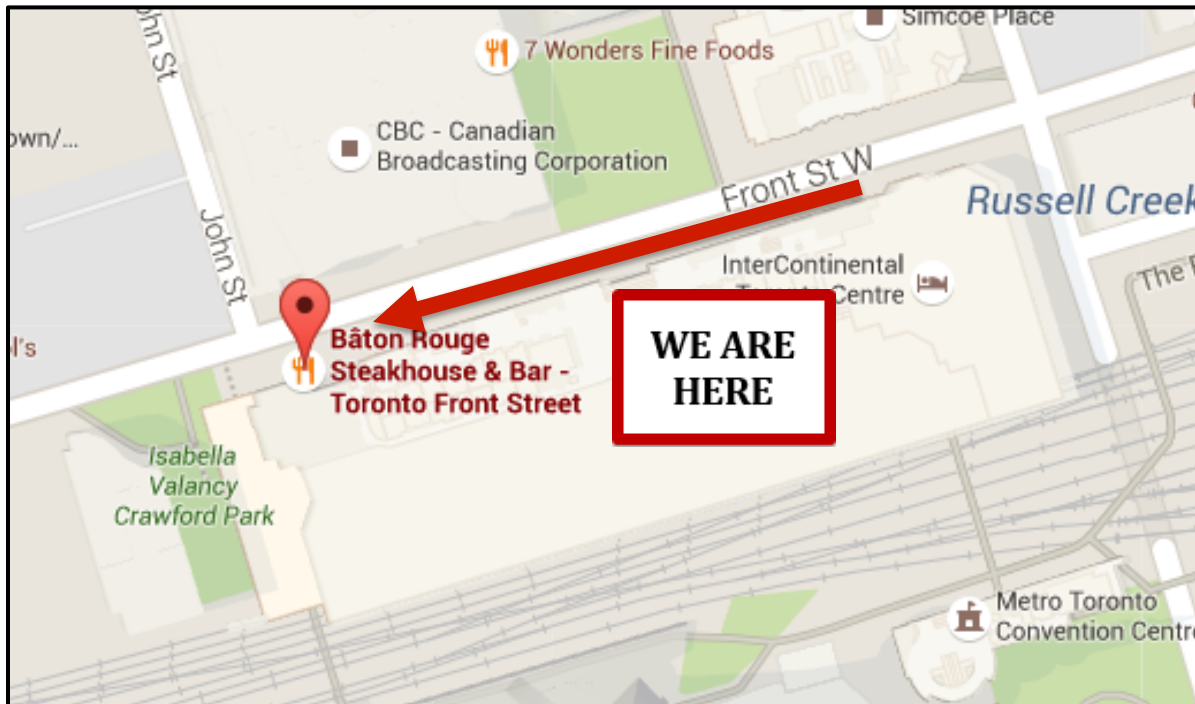 Simcoe Place
7 Wonders Fine Foods
John St
own/...
CBC - Canadian
Broadcasting Corporation
Front St W
Russell Creek
John St
InterContinental
Centre
The
l's
Bâton Rouge
Steakhouse & Bar -
Toronto Front Street
WE ARE
HERE
Isabella
Valancy
Crawford Park
Metro Toronto
Convention Centre